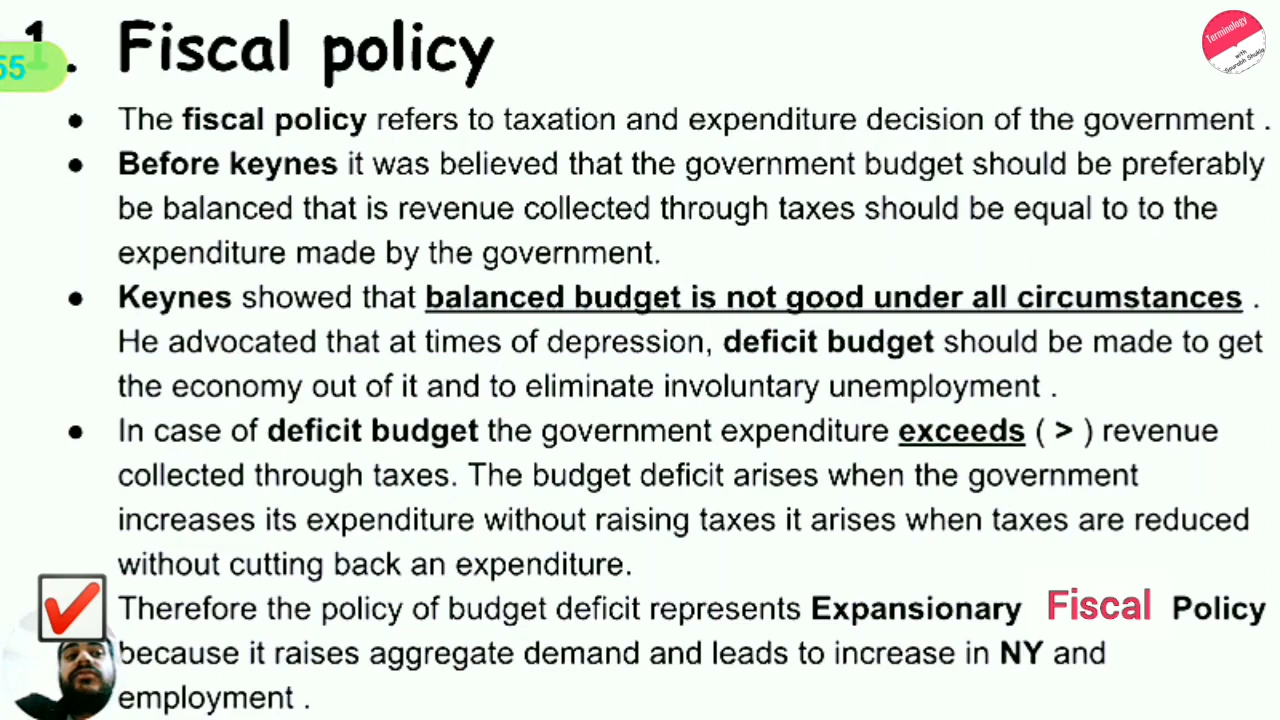 1. Fiscal policy
55
Terminology
with
Sourabh Shukla
● The fiscal policy refers to taxation and expenditure decision of the government .
● Before keynes it was believed that the government budget should be preferably
be balanced that is revenue collected through taxes should be equal to to the
expenditure made by the government.
● Keynes showed that balanced budget is not good under all circumstances .
He advocated that at times of depression, deficit budget should be made to get
the economy out of it and to eliminate involuntary unemployment .
● In case of deficit budget the government expenditure exceeds ( > ) revenue
collected through taxes. The budget deficit arises when the government
increases its expenditure without raising taxes it arises when taxes are reduced
without cutting back an expenditure.
Therefore the policy of budget deficit represents Expansionary Fiscal Policy
because it raises aggregate demand and leads to increase in NY and
employment .